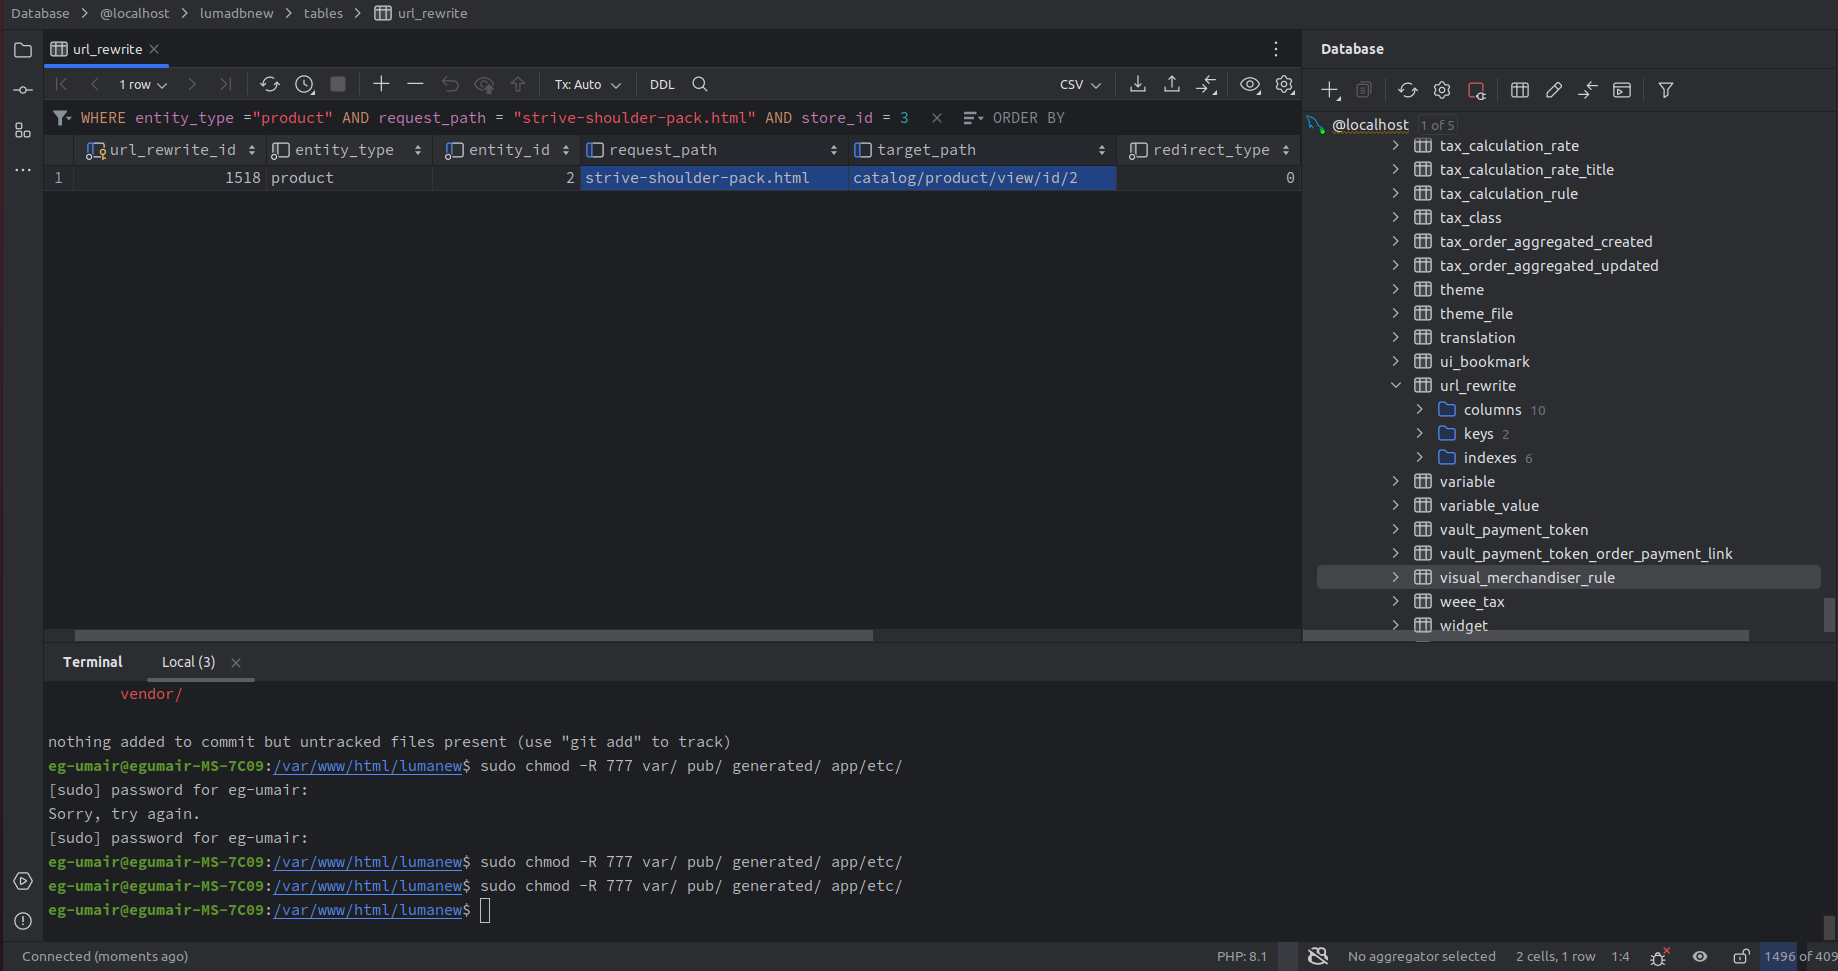 Database > @localhost > lumadbnew > tables > url_rewrite
url_rewrite
1 row
Tx: Auto
DDL
CSV
WHERE entity_type ="product" AND request_path = "strive-shoulder-pack.html" AND store_id = 3
ORDER BY
url_rewrite_id entity_type entity_id request_path target_path redirect_type
1 1518 product 2 strive-shoulder-pack.html catalog/product/view/id/2 0
Database
@localhost 1 of 5
tax_calculation_rate
tax_calculation_rate_title
tax_calculation_rule
tax_class
tax_order_aggregated_created
tax_order_aggregated_updated
theme
theme_file
translation
ui_bookmark
url_rewrite
columns 10
keys 2
indexes 6
variable
variable_value
vault_payment_token
vault_payment_token_order_payment_link
visual_merchandiser_rule
weee_tax
widget
Terminal Local (3)
vendor/
nothing added to commit but untracked files present (use "git add" to track)
eg-umair@egumair-MS-7C09:/var/www/html/lumanew$ sudo chmod -R 777 var/ pub/ generated/ app/etc/
[sudo] password for eg-umair:
Sorry, try again.
[sudo] password for eg-umair:
eg-umair@egumair-MS-7C09:/var/www/html/lumanew$ sudo chmod -R 777 var/ pub/ generated/ app/etc/
eg-umair@egumair-MS-7C09:/var/www/html/lumanew$ sudo chmod -R 777 var/ pub/ generated/ app/etc/
eg-umair@egumair-MS-7C09:/var/www/html/lumanew$
Connected (moments ago)
PHP: 8.1
No aggregator selected
2 cells, 1 row
1:4
1496 of 409